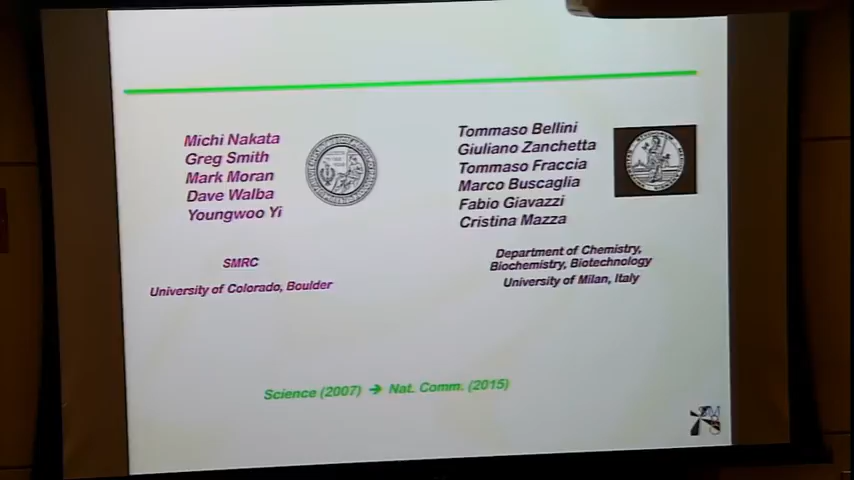 Michi Nakata
Greg Smith
Mark Moran
Dave Walba
Youngwoo Yi
SMRC
University of Colorado, Boulder
Tommaso Bellini
Giuliano Zanchetta
Tommaso Fraccia
Marco Buscaglia
Fabio Giavazzi
Cristina Mazza
Department of Chemistry,
Biochemistry, Biotechnology
University of Milan, Italy
Science (2007) → Nat. Comm. (2015)